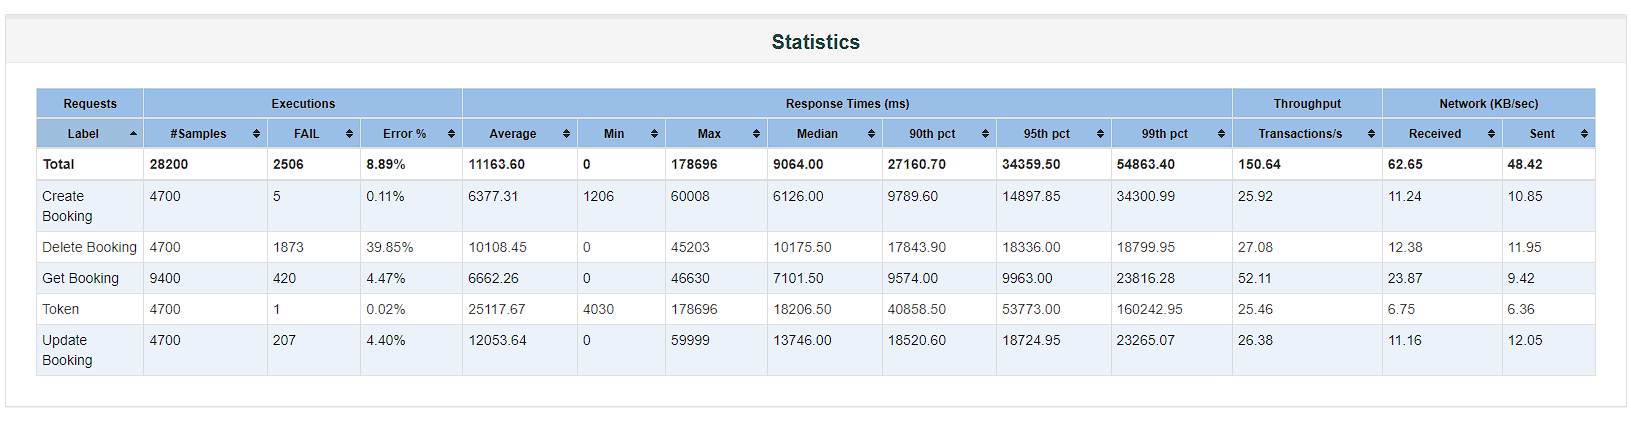 Statistics
Requests Executions Response Times (ms) Throughput Network (KB/sec)
Label #Samples FAIL Error % Average Min Max Median 90th pct 95th pct 99th pct Transactions/s Received Sent
Total 28200 2506 8.89% 11163.60 0 178696 9064.00 27160.70 34359.50 54863.40 150.64 62.65 48.42
Create 4700 5 0.11% 6377.31 1206 60008 6126.00 9789.60 14897.85 34300.99 25.92 11.24 10.85
Booking
Delete Booking 4700 1873 39.85% 10108.45 0 45203 10175.50 17843.90 18336.00 18799.95 27.08 12.38 11.95
Get Booking 9400 420 4.47% 6662.26 0 46630 7101.50 9574.00 9963.00 23816.28 52.11 23.87 9.42
Token 4700 1 0.02% 25117.67 4030 178696 18206.50 40858.50 53773.00 160242.95 25.46 6.75 6.36
Update 4700 207 4.40% 12053.64 0 59999 13746.00 18520.60 18724.95 23265.07 26.38 11.16 12.05
Booking